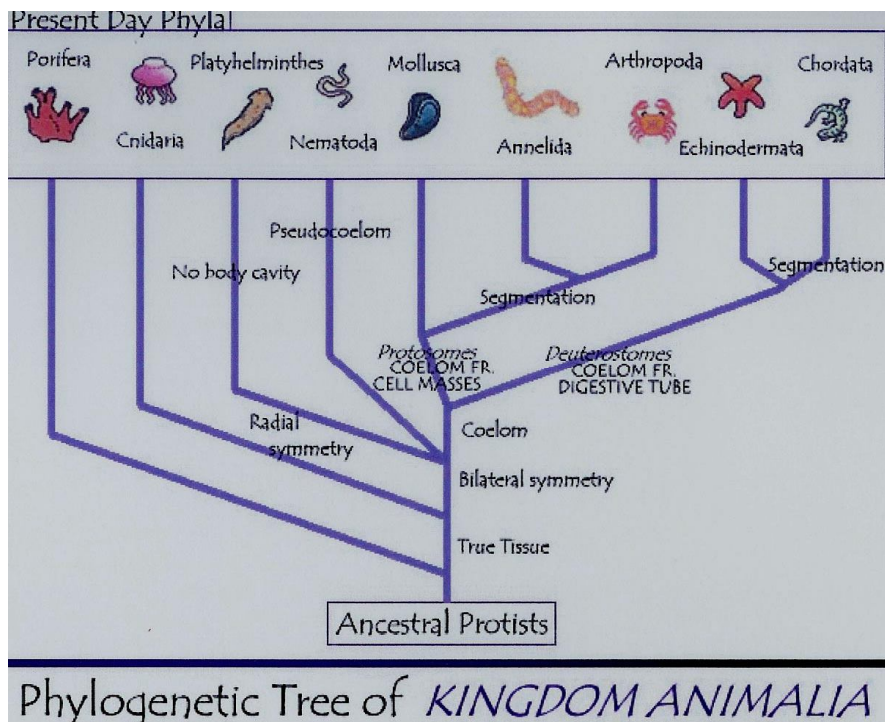 Present Day Phyla
Porifera
Platyhelminthes
Mollusca
Arthropoda
Chordata
Cnidaria
Nematoda
Annelida
Echinodermata
Pseudocoelom
No body cavity
Segmentation
Segmentation
Protosomes
COELOM FR.
CELL MASSES
Deuterostomes
COELOM FR.
DIGESTIVE TUBE
Radial
symmetry
Coelom
Bilateral symmetry
True Tissue
Ancestral Protists
Phylogenetic Tree of KINGDOM ANIMALIA